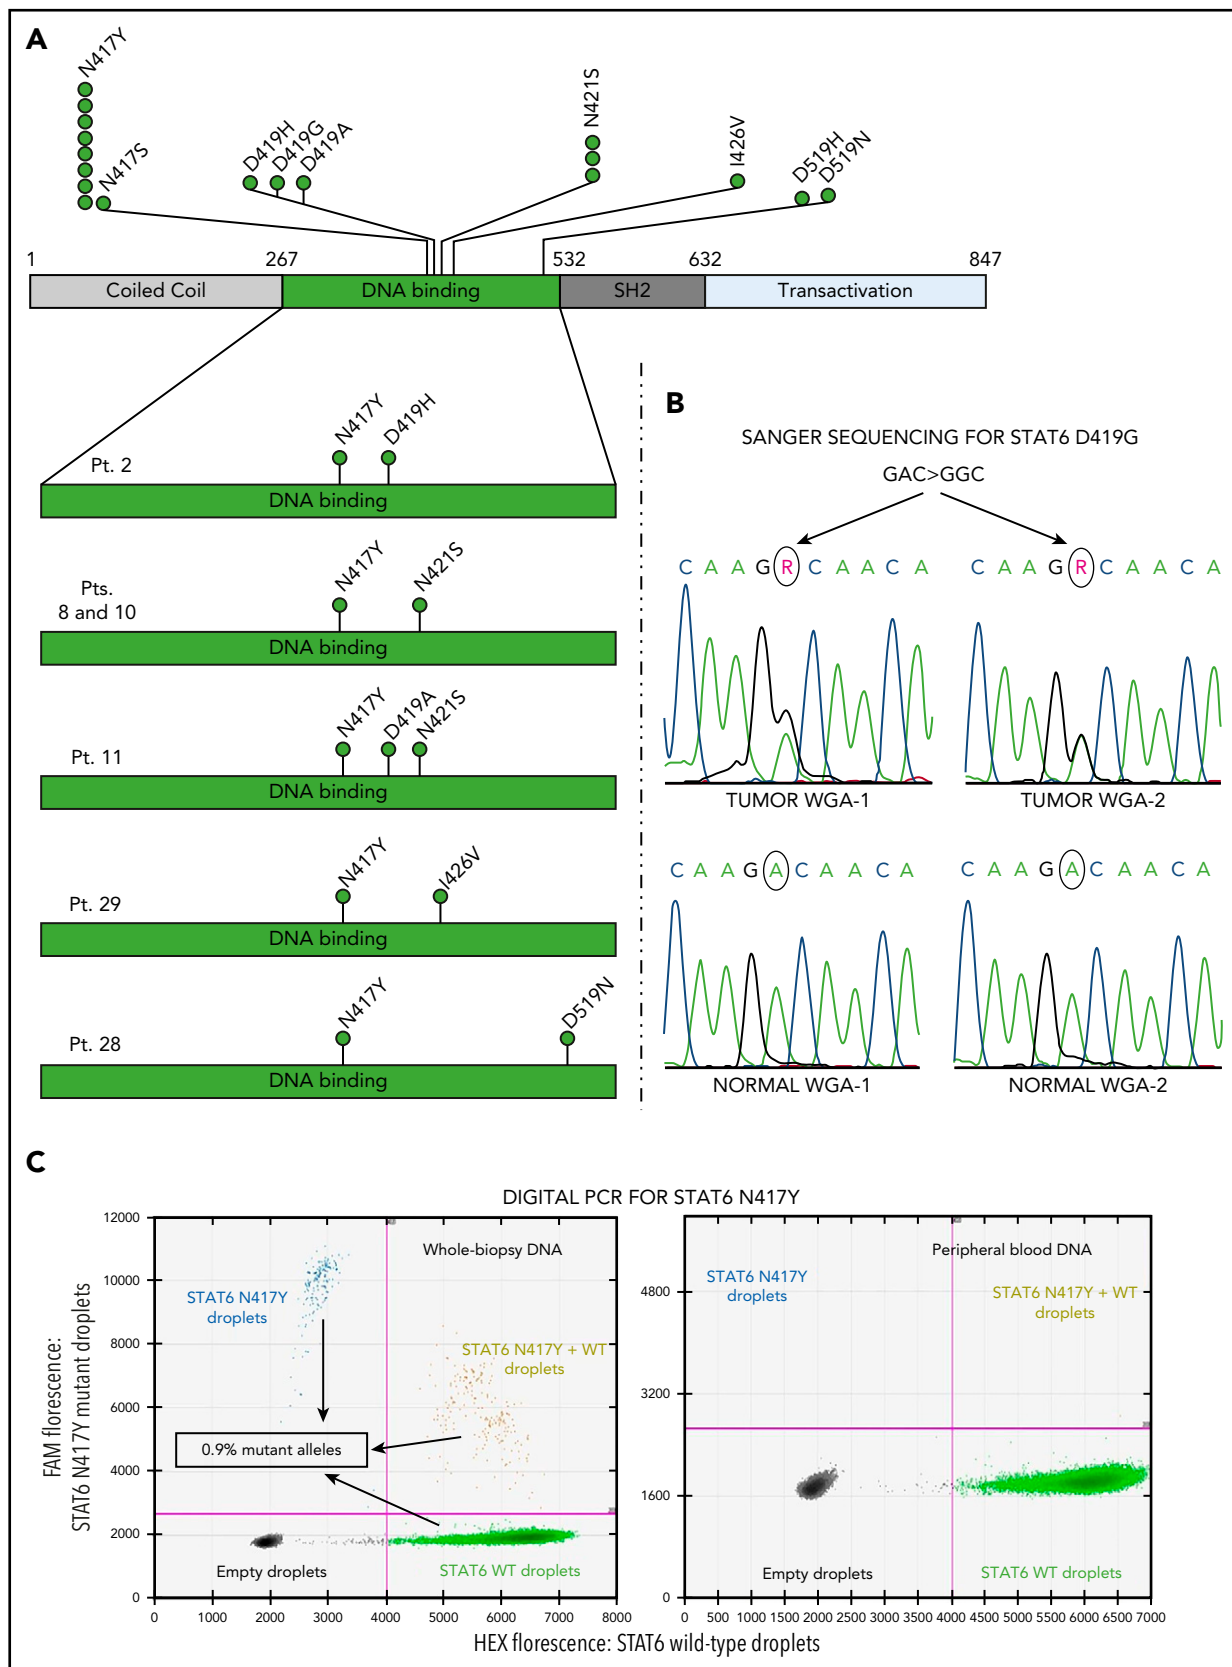 A
N417Y
N417S
D419H
D419G
D419A
N421S
I426V
D519H
D519N
1
267
532
632
847
Coiled Coil
DNA binding
SH2
Transactivation
Pt. 2
N417Y
D419H
DNA binding
Pts.
8 and 10
N417Y
N421S
DNA binding
Pt. 11
N417Y
D419A
N421S
DNA binding
Pt. 29
N417Y
I426V
DNA binding
Pt. 28
N417Y
D519N
DNA binding
B
SANGER SEQUENCING FOR STAT6 D419G
GAC>GGC
C A A G R C A A C A
C A A G R C A A C A
TUMOR WGA-1
TUMOR WGA-2
C A A G A C A A C A
C A A G A C A A C A
NORMAL WGA-1
NORMAL WGA-2
C
DIGITAL PCR FOR STAT6 N417Y
FAM florescence:
STAT6 N417Y mutant droplets
12000
10000
8000
6000
4000
2000
0
Whole-biopsy DNA
STAT6 N417Y
droplets
STAT6 N417Y + WT
droplets
0.9% mutant alleles
Empty droplets
STAT6 WT droplets
0 1000 2000 3000 4000 5000 6000 7000 8000
4800
3200
1600
0
Peripheral blood DNA
STAT6 N417Y
droplets
STAT6 N417Y + WT
droplets
Empty droplets
STAT6 WT droplets
0 500 1000 1500 2000 2500 3000 3500 4000 4500 5000 5500 6000 6500 7000
HEX florescence: STAT6 wild-type droplets